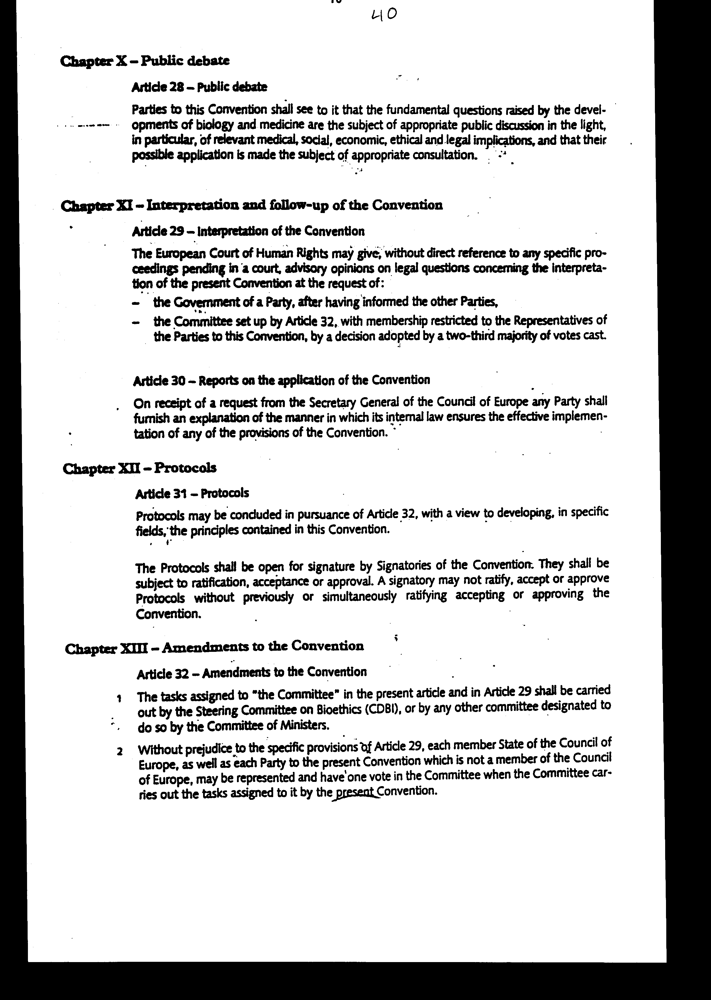 40
Chapter X – Public debate
Article 28 – Public debate
Parties to this Convention shall see to it that the fundamental questions raised by the devel-
opments of biology and medicine are the subject of appropriate public discussion in the light,
in particular, of relevant medical, social, economic, ethical and legal implications, and that their
possible application is made the subject of appropriate consultation.
Chapter XI – Interpretation and follow-up of the Convention
Article 29 – Interpretation of the Convention
The European Court of Human Rights may give, without direct reference to any specific pro-
ceedings pending in a court, advisory opinions on legal questions concerning the interpreta-
tion of the present Convention at the request of:
– the Government of a Party, after having informed the other Parties,
– the Committee set up by Article 32, with membership restricted to the Representatives of
the Parties to this Convention, by a decision adopted by a two-third majority of votes cast.
Article 30 – Reports on the application of the Convention
On receipt of a request from the Secretary General of the Council of Europe any Party shall
furnish an explanation of the manner in which its internal law ensures the effective implemen-
tation of any of the provisions of the Convention.
Chapter XII – Protocols
Article 31 – Protocols
Protocols may be concluded in pursuance of Article 32, with a view to developing, in specific
fields, the principles contained in this Convention.
The Protocols shall be open for signature by Signatories of the Convention. They shall be
subject to ratification, acceptance or approval. A signatory may not ratify, accept or approve
Protocols without previously or simultaneously ratifying accepting or approving the
Convention.
Chapter XIII – Amendments to the Convention
Article 32 – Amendments to the Convention
1 The tasks assigned to "the Committee" in the present article and in Article 29 shall be carried
out by the Steering Committee on Bioethics (CDBI), or by any other committee designated to
do so by the Committee of Ministers.
2 Without prejudice to the specific provisions of Article 29, each member State of the Council of
Europe, as well as each Party to the present Convention which is not a member of the Council
of Europe, may be represented and have one vote in the Committee when the Committee car-
ries out the tasks assigned to it by the present Convention.